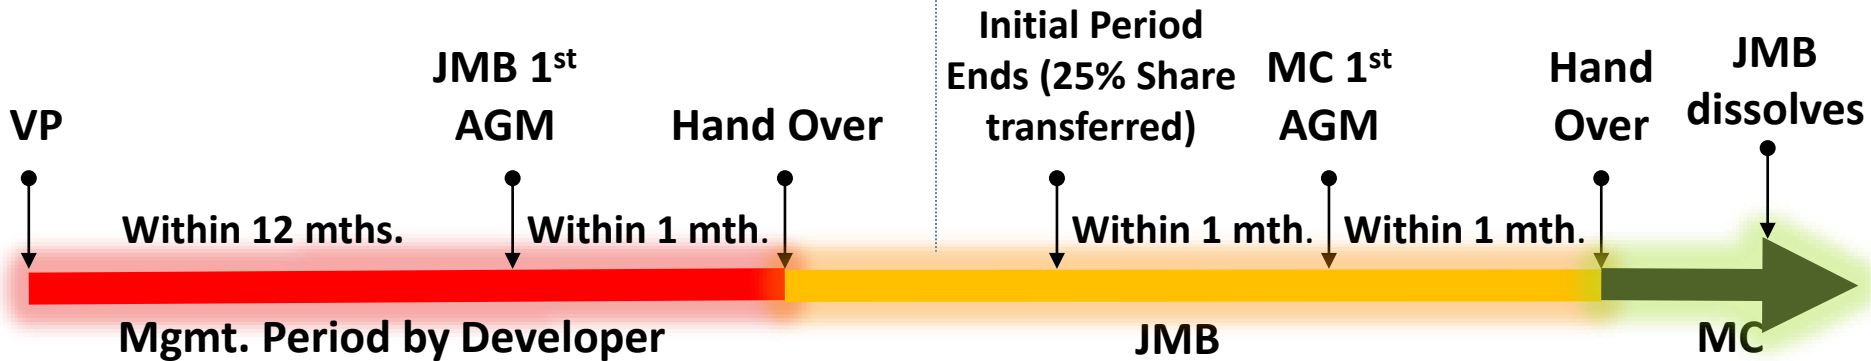 VP
JMB 1st
AGM
Hand Over
Initial Period
Ends (25% Share
transferred)
MC 1st
AGM
Hand
Over
JMB
dissolves
Within 12 mths.
Within 1 mth.
Within 1 mth.
Within 1 mth.
Mgmt. Period by Developer
JMB
MC